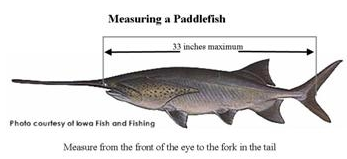 Measuring a Paddlefish
33 inches maximum
Photo courtesy of Iowa Fish and Fishing
Measure from the front of the eye to the fork in the tail